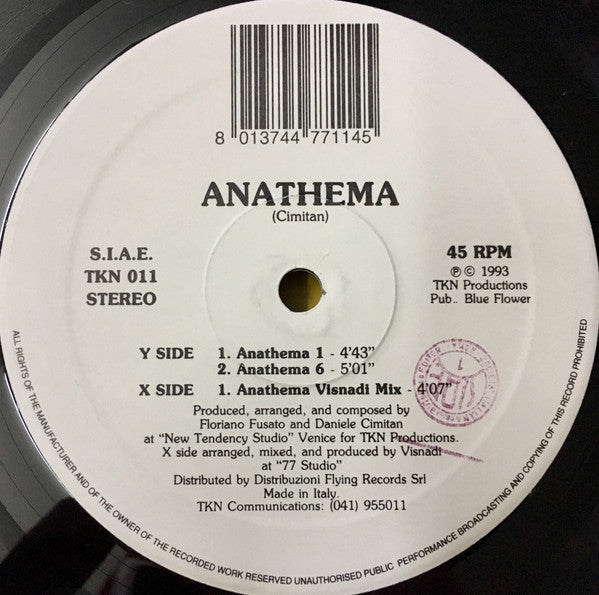 8 013744 771145
ANATHEMA
(Cimitan)
S.I.A.E.
TKN 011
STEREO
45 RPM
℗ © 1993
TKN Productions
Pub.. Blue Flower
Y SIDE 1. Anathema 1 - 4'43"
2. Anathema 6 - 5'01"
X SIDE 1. Anathema Visnadi Mix - 4'07"
Produced, arranged, and composed by
Floriano Fusato and Daniele Cimitan
at "New Tendency Studio" Venice for TKN Productions.
X side arranged, mixed, and produced by Visnadi
at "77 Studio"
Distributed by Distribuzioni Flying Records Srl
Made in Italy.
TKN Communications: (041) 955011
ALL RIGHTS OF THE MANUFACTURER AND OF THE OWNER OF THE RECORDED WORK RESERVED UNAUTHORISED PUBLIC PERFORMANCE BROADCASTING AND COPYING OF THIS RECORD PROHIBITED